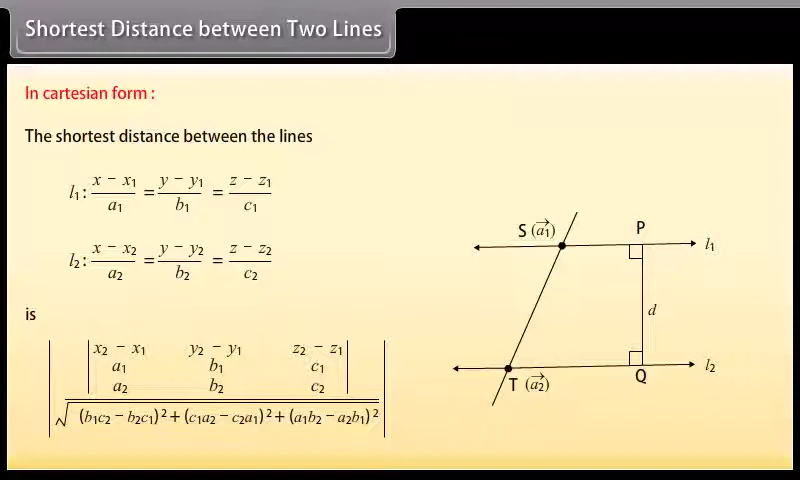 Shortest Distance between Two Lines
In cartesian form :
The shortest distance between the lines
l₁: (x − x₁)/a₁ = (y − y₁)/b₁ = (z − z₁)/c₁
l₂: (x − x₂)/a₂ = (y − y₂)/b₂ = (z − z₂)/c₂
is
x₂ − x₁ y₂ − y₁ z₂ − z₁
a₁ b₁ c₁
a₂ b₂ c₂
√(b₁c₂ − b₂c₁)² + (c₁a₂ − c₂a₁)² + (a₁b₂ − a₂b₁)²
S (a₁⃗) P l₁
d
T (a₂⃗) Q l₂